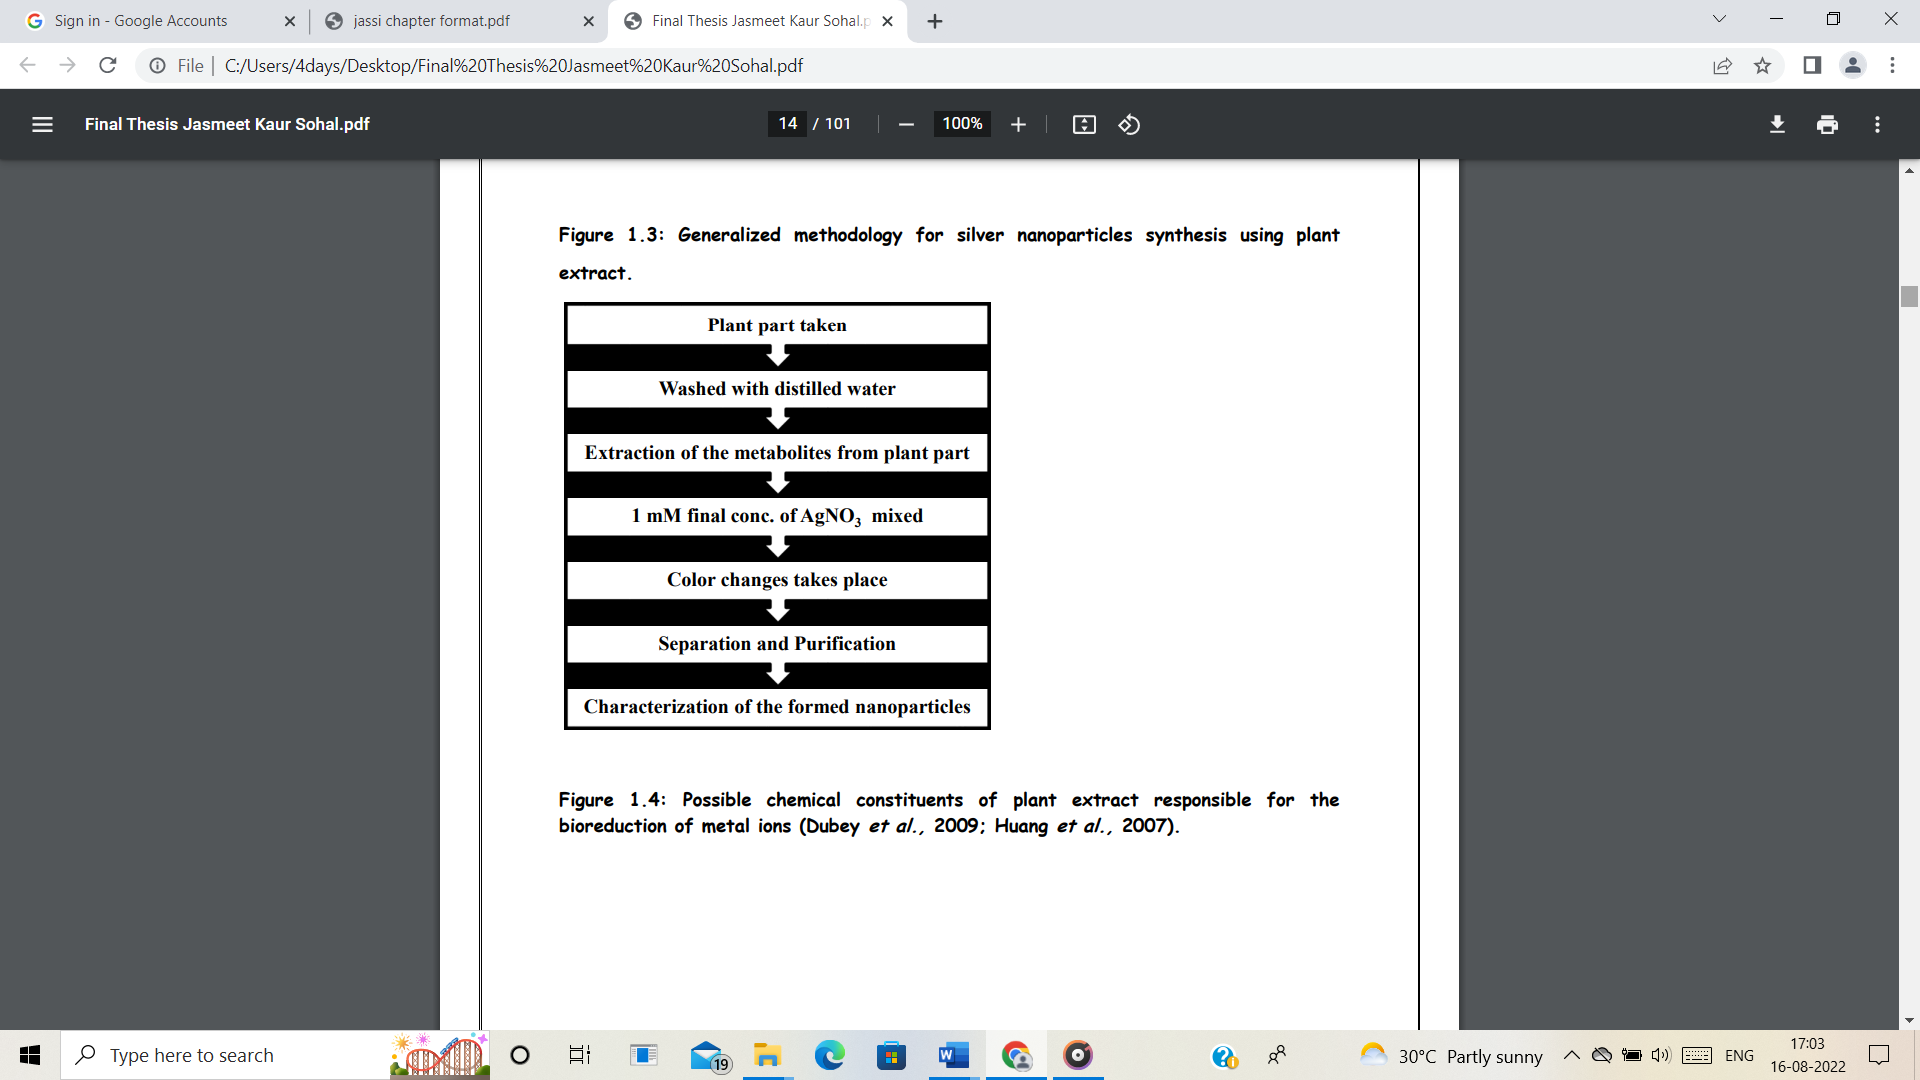 Sign in - Google Accounts
jassi chapter format.pdf
Final Thesis Jasmeet Kaur Sohal.p
File
C:/Users/4days/Desktop/Final%20Thesis%20Jasmeet%20Kaur%20Sohal.pdf
Final Thesis Jasmeet Kaur Sohal.pdf
14 / 101
100%
Figure 1.3: Generalized methodology for silver nanoparticles synthesis using plant
extract.
Plant part taken
Washed with distilled water
Extraction of the metabolites from plant part
1 mM final conc. of AgNO3 mixed
Color changes takes place
Separation and Purification
Characterization of the formed nanoparticles
Figure 1.4: Possible chemical constituents of plant extract responsible for the
bioreduction of metal ions (Dubey et al., 2009; Huang et al., 2007).
Type here to search
19
30°C Partly sunny
ENG
17:03
16-08-2022